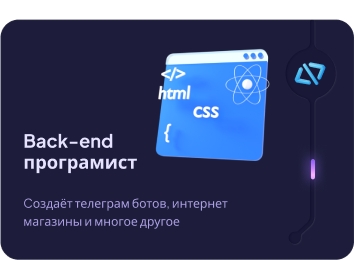 </>
html
CSS
{
Back-end
програмист
Создаёт телеграм ботов, интернет
магазины и многое другое